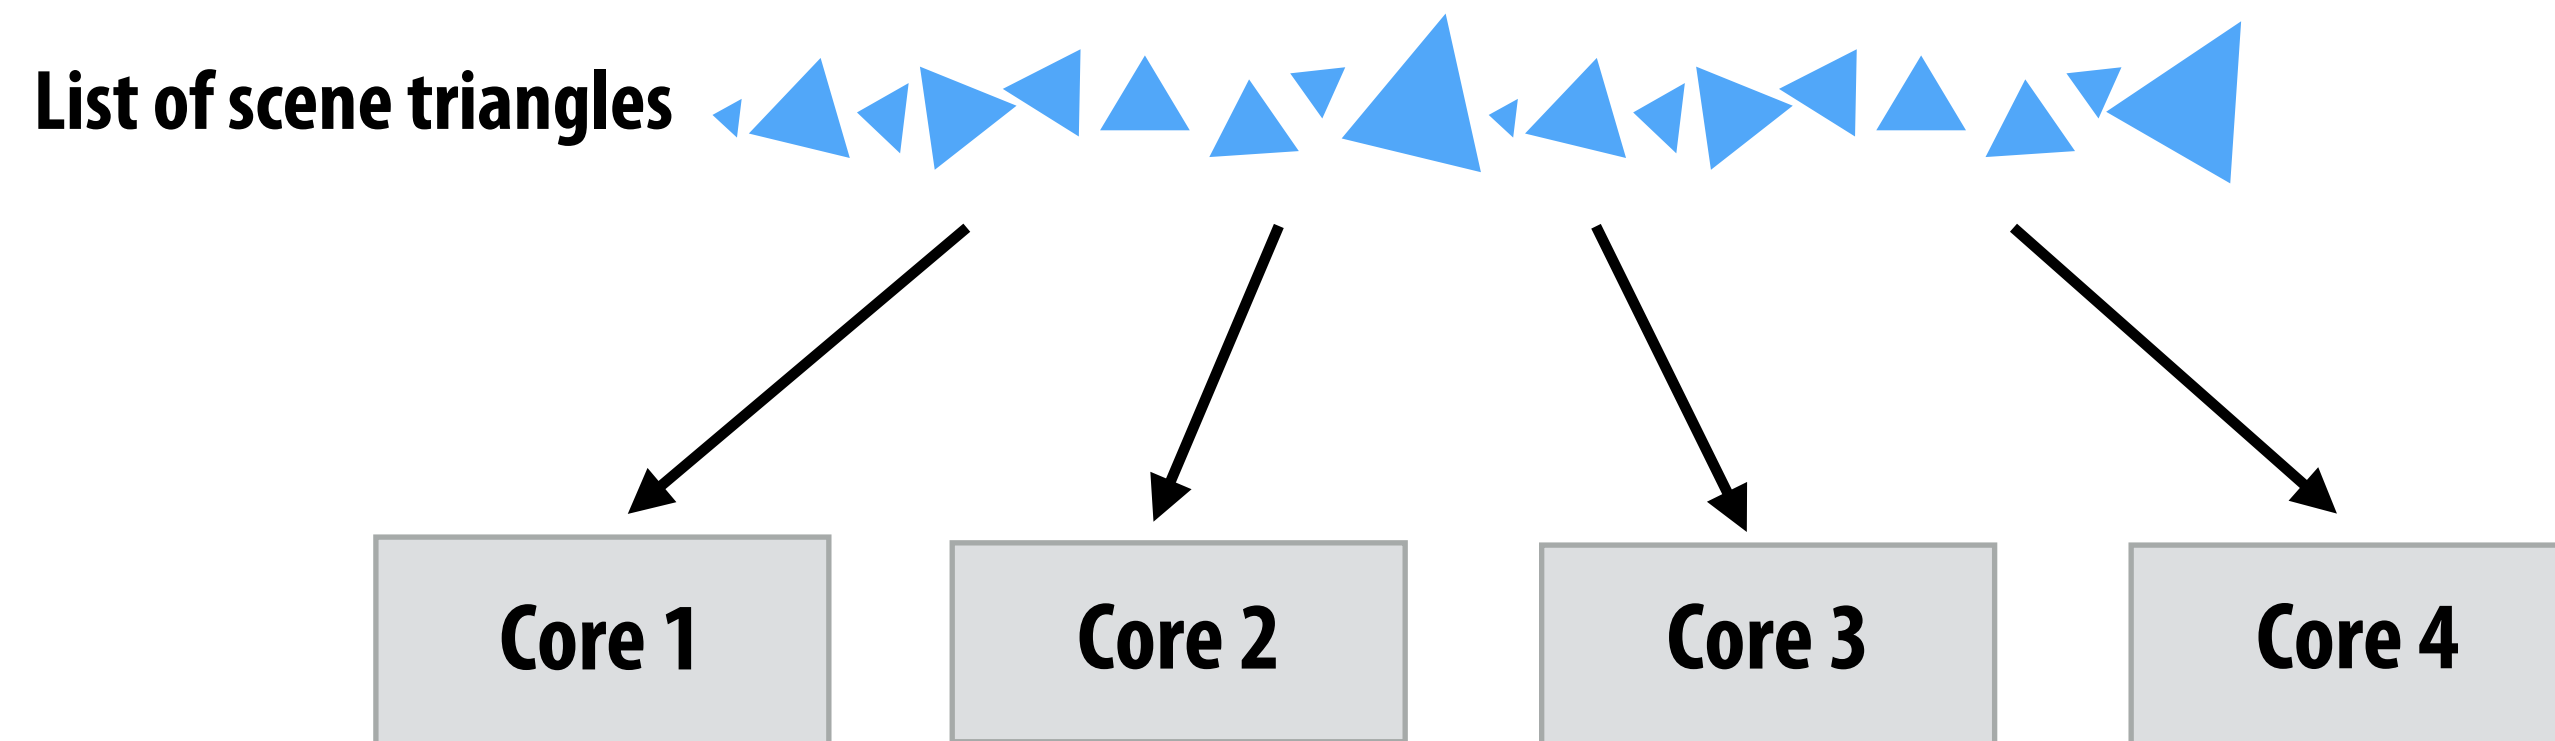 List of scene triangles
Core 1
Core 2
Core 3
Core 4